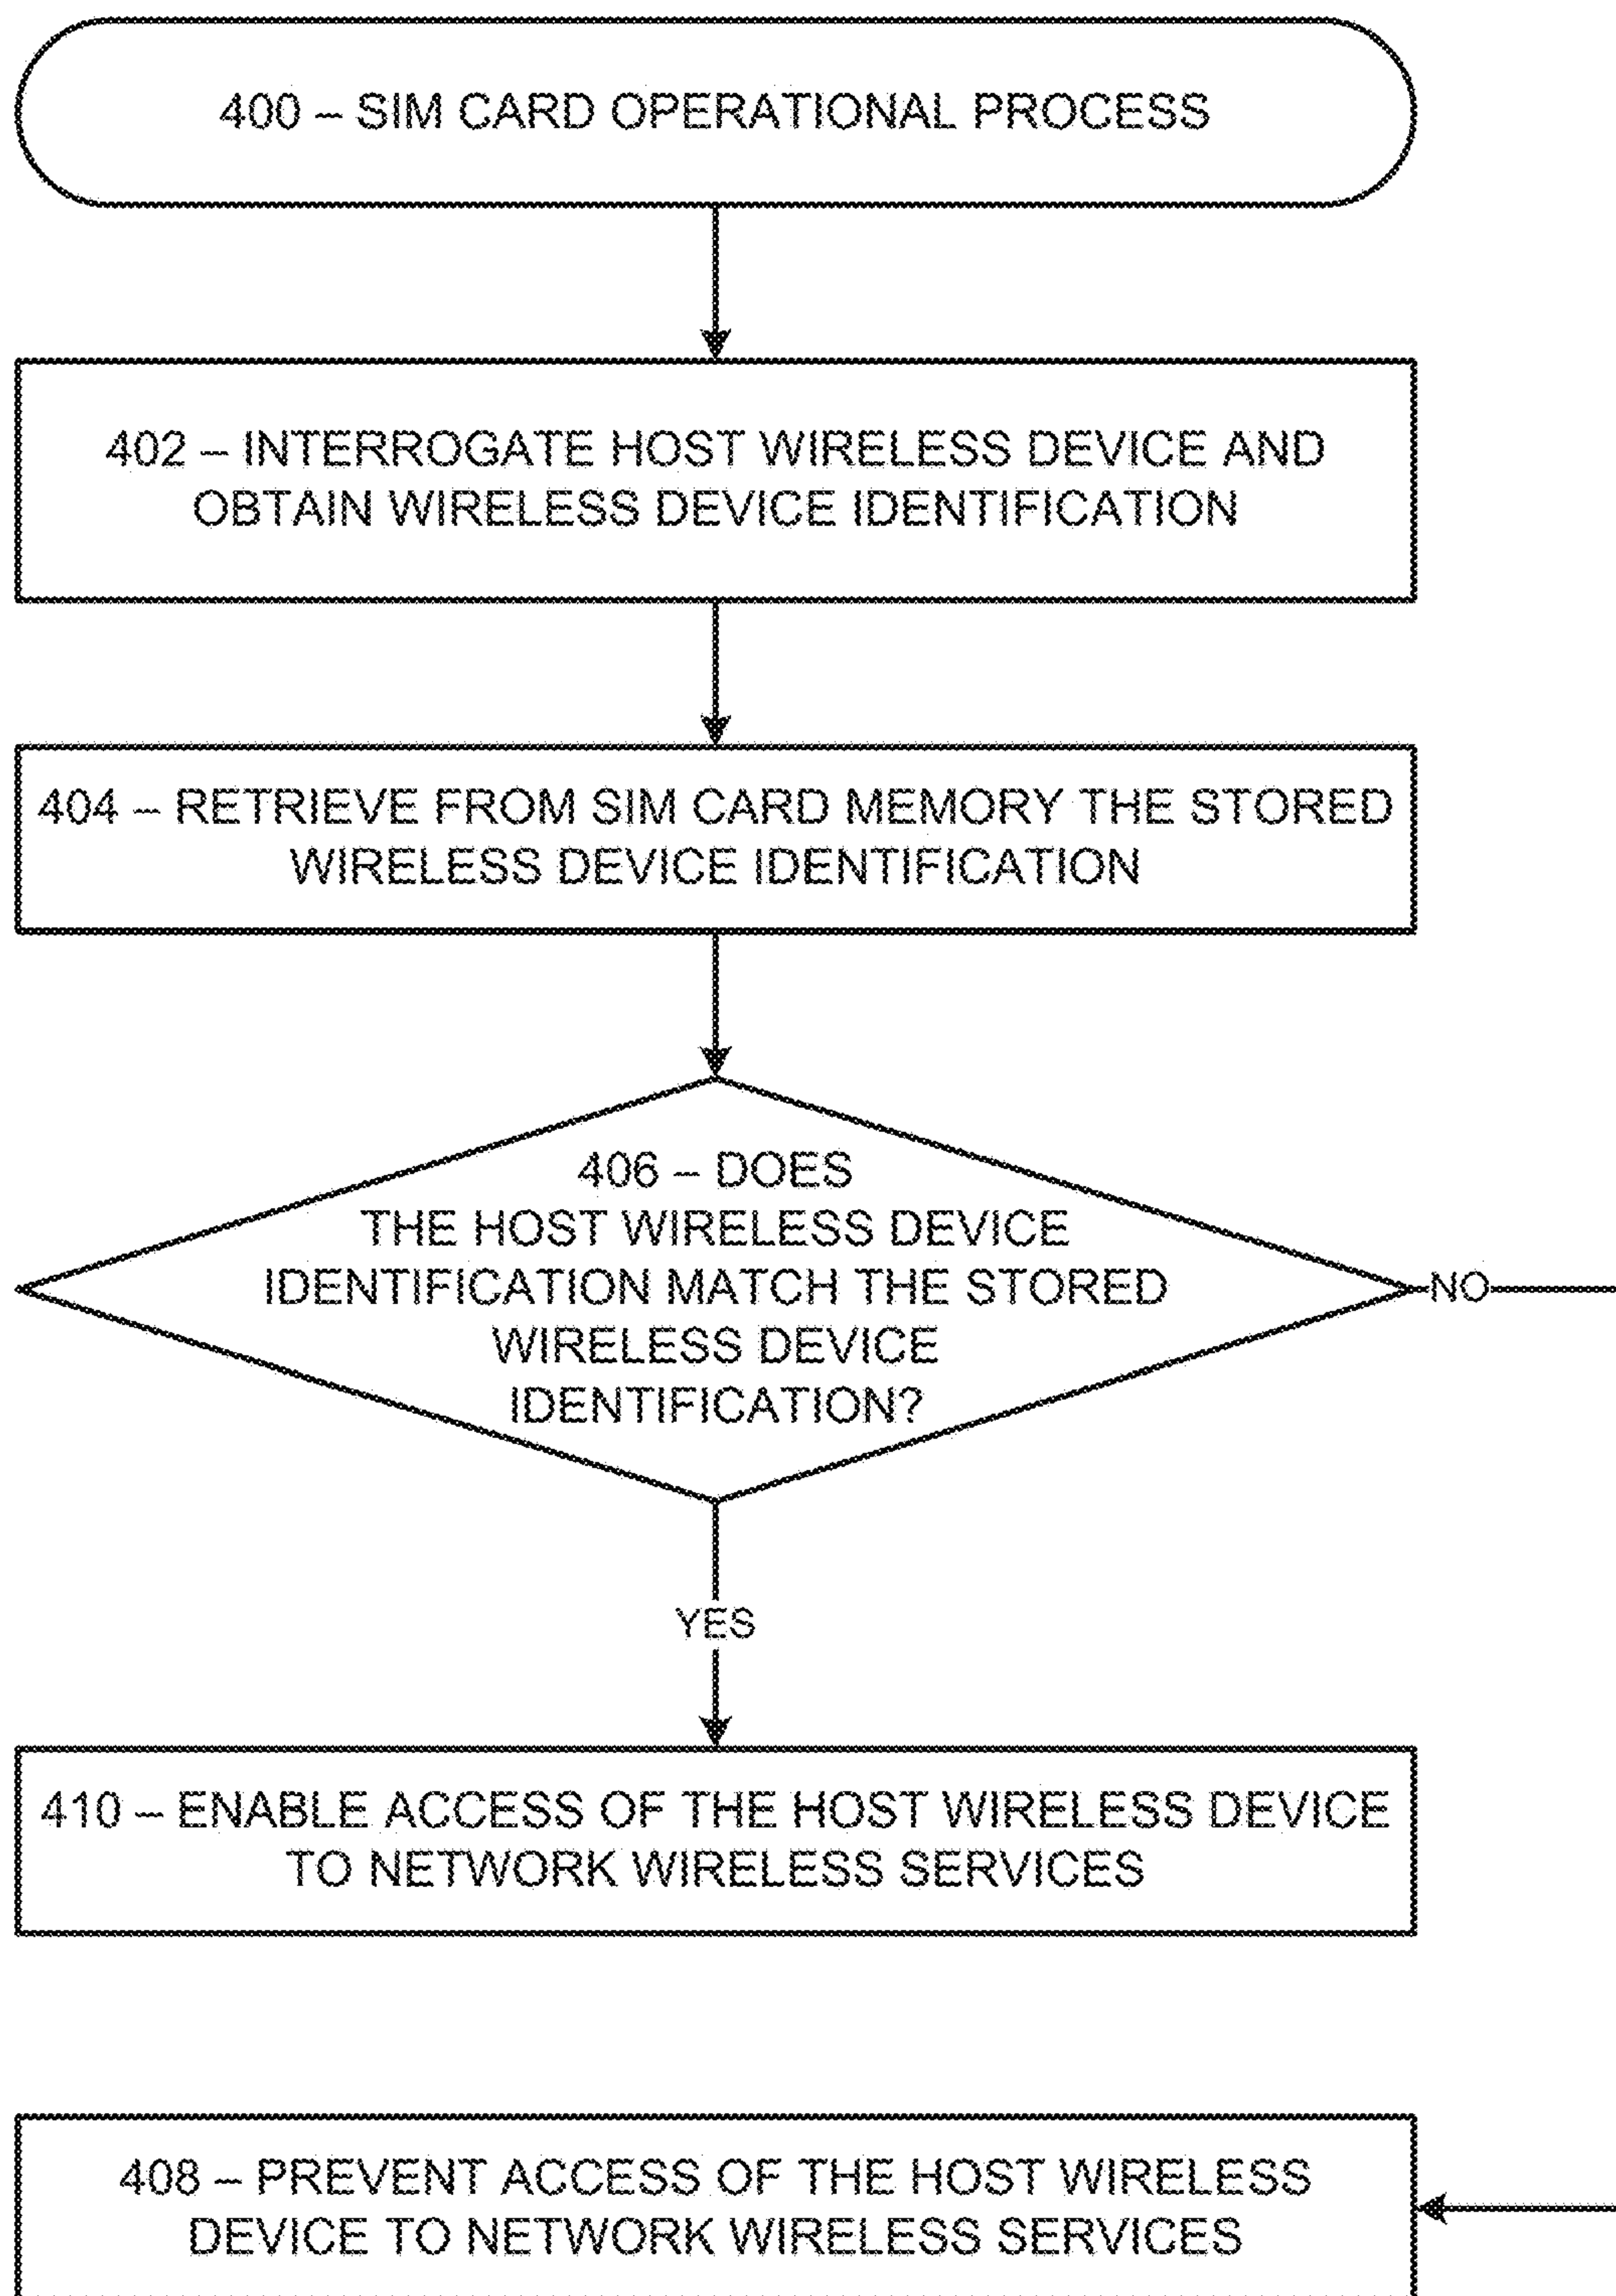 400 – SIM CARD OPERATIONAL PROCESS
402 – INTERROGATE HOST WIRELESS DEVICE AND
OBTAIN WIRELESS DEVICE IDENTIFICATION
404 – RETRIEVE FROM SIM CARD MEMORY THE STORED
WIRELESS DEVICE IDENTIFICATION
406 – DOES
THE HOST WIRELESS DEVICE
IDENTIFICATION MATCH THE STORED
WIRELESS DEVICE
IDENTIFICATION?
NO
YES
410 – ENABLE ACCESS OF THE HOST WIRELESS DEVICE
TO NETWORK WIRELESS SERVICES
408 – PREVENT ACCESS OF THE HOST WIRELESS
DEVICE TO NETWORK WIRELESS SERVICES